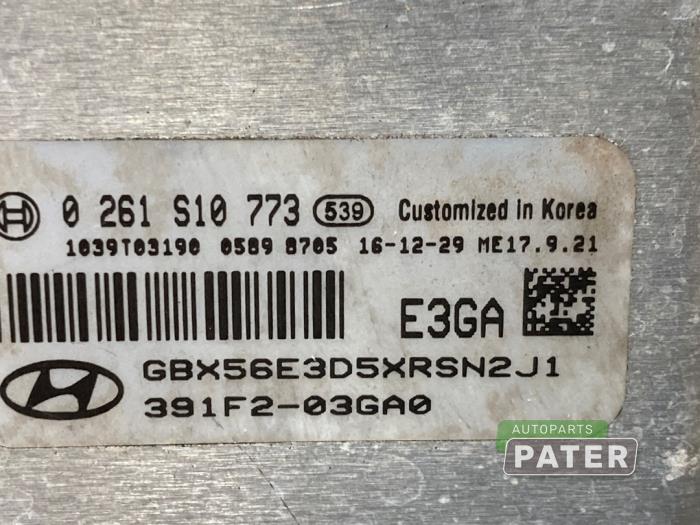 0 261 S10 773 539 Customized in Korea
1039T03190 0589 8705 16-12-29 ME17.9.21
E3GA
GBX56E3D5XRSN2J1
391F2-03GA0
AUTOPARTS
PATER